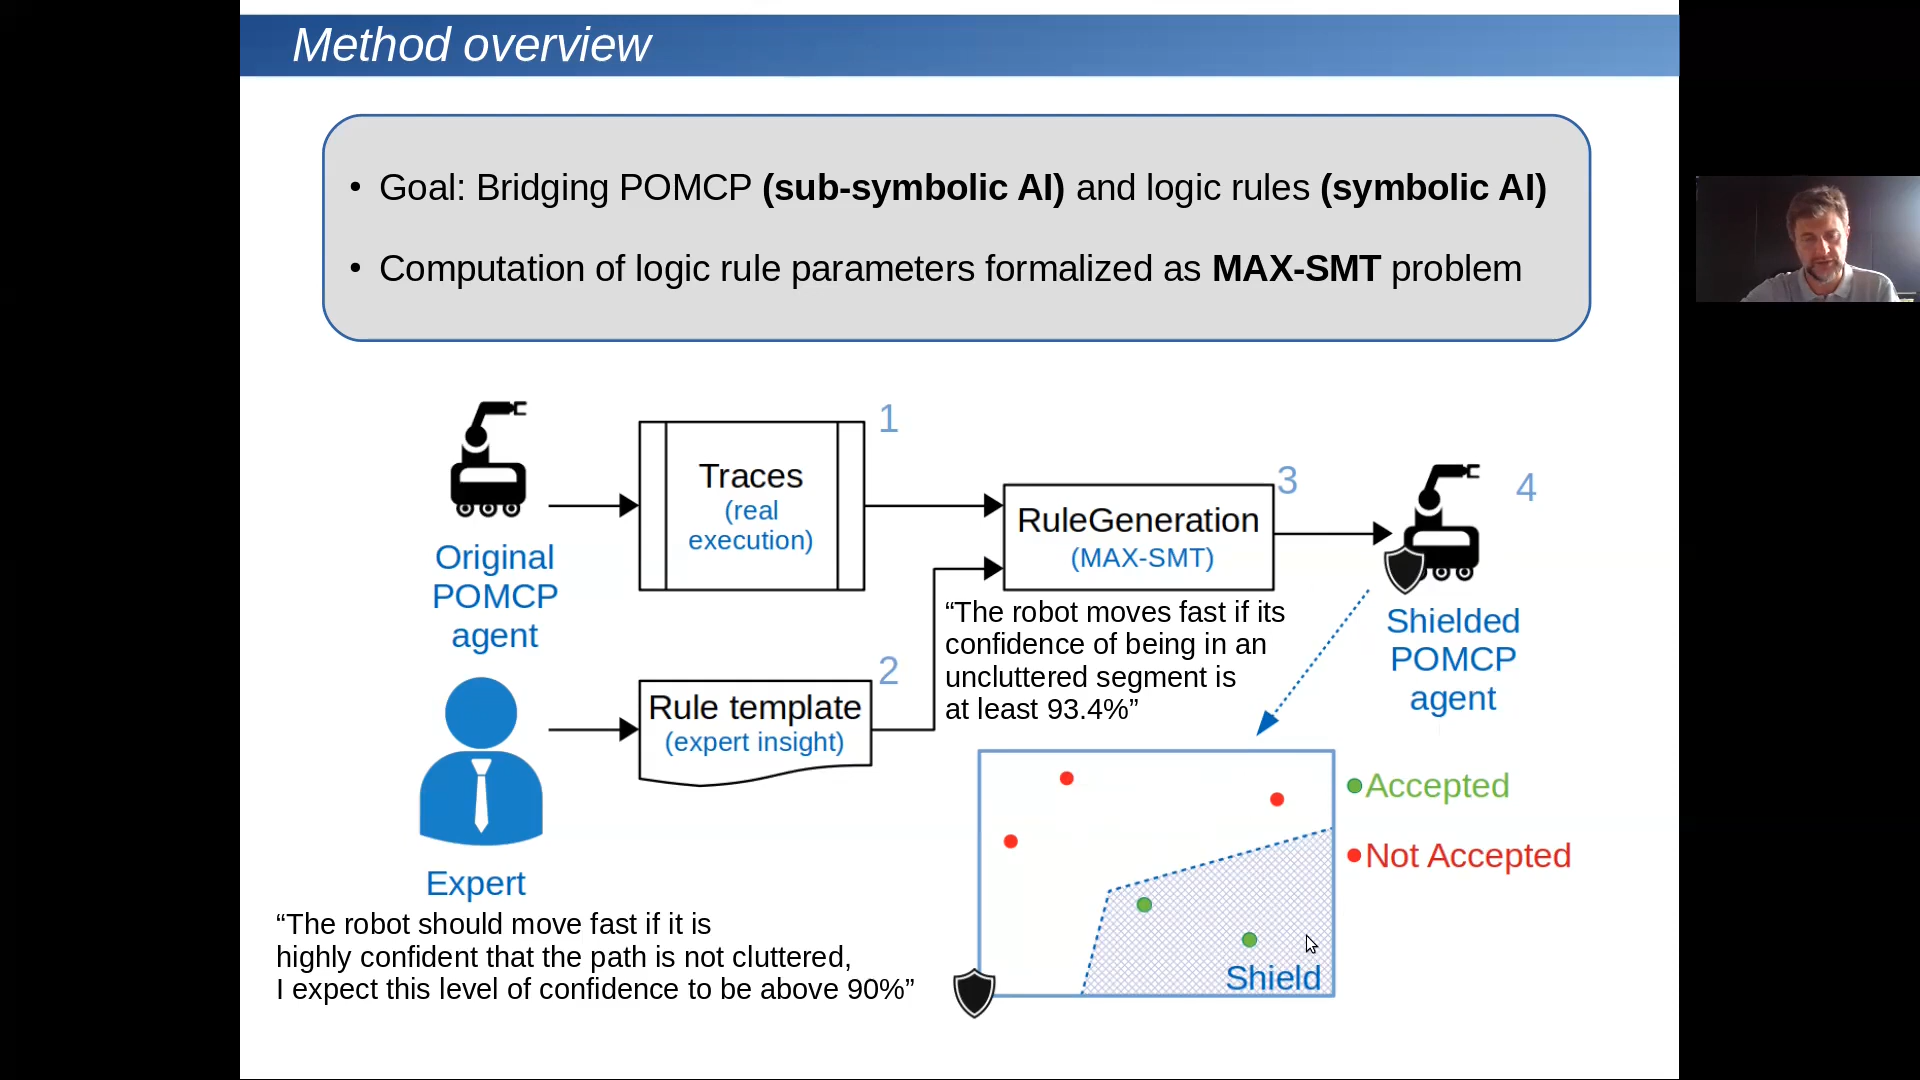 Method overview
• Goal: Bridging POMCP (sub-symbolic AI) and logic rules (symbolic AI)
• Computation of logic rule parameters formalized as MAX-SMT problem
1
Traces
(real
execution)
Original
POMCP
agent
2
Rule template
(expert insight)
Expert
“The robot should move fast if it is
highly confident that the path is not cluttered,
I expect this level of confidence to be above 90%”
3
RuleGeneration
(MAX-SMT)
“The robot moves fast if its
confidence of being in an
uncluttered segment is
at least 93.4%”
4
Shielded
POMCP
agent
Accepted
Not Accepted
Shield